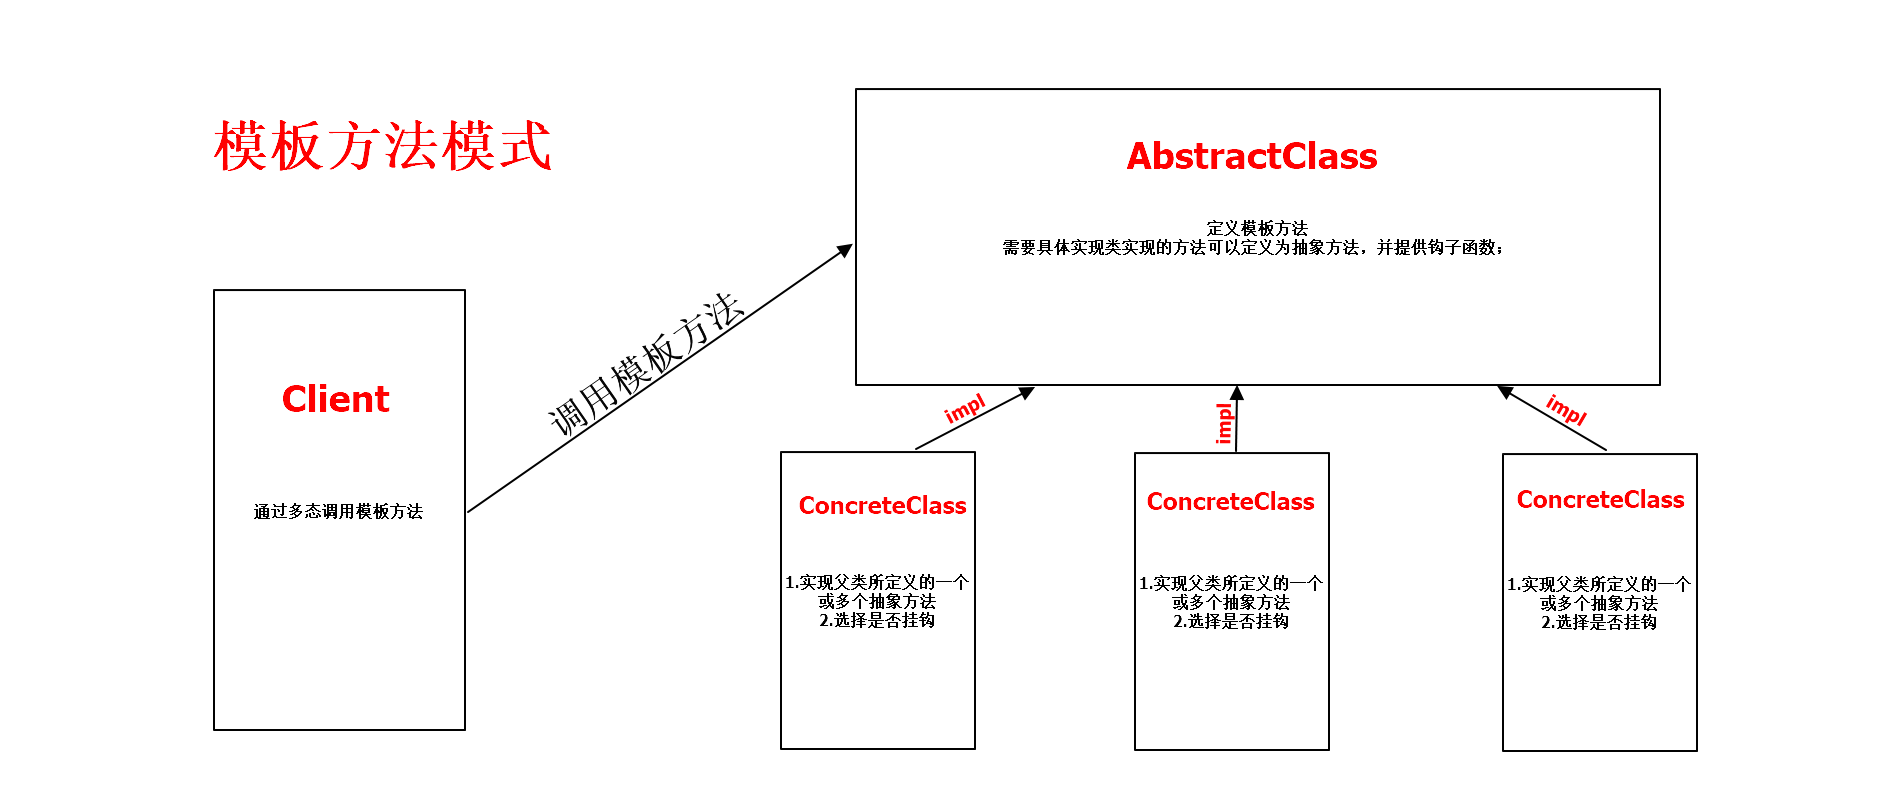 模板方法模式
AbstractClass
定义模板方法
需要具体实现类实现的方法可以定义为抽象方法，并提供钩子函数；
调用模板方法
Client
通过多态调用模板方法
impl
impl
impl
ConcreteClass
1.实现父类所定义的一个
或多个抽象方法
2.选择是否挂钩
ConcreteClass
1.实现父类所定义的一个
或多个抽象方法
2.选择是否挂钩
ConcreteClass
1.实现父类所定义的一个
或多个抽象方法
2.选择是否挂钩